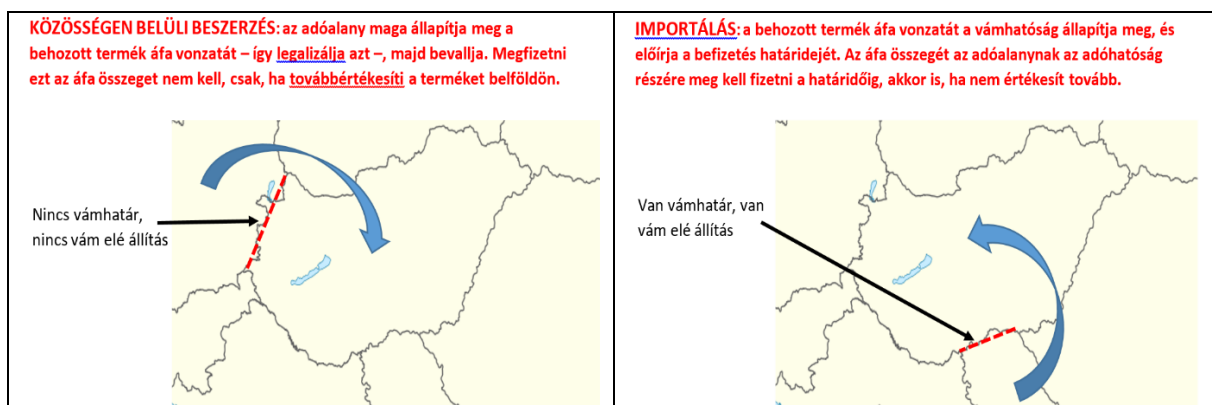 KÖZÖSSÉGEN BELÜLI BESZERZÉS: az adóalany maga állapítja meg a
behozott termék áfa vonzatát – így legalizálja azt –, majd bevallja. Megfizetni
ezt az áfa összeget nem kell, csak, ha továbbértékesíti a terméket belföldön.
Nincs vámhatár,
nincs vám elé állítás
IMPORTÁLÁS: a behozott termék áfa vonzatát a vámhatóság állapítja meg, és
előírja a befizetés határidejét. Az áfa összegét az adóalanynak az adóhatóság
részére meg kell fizetni a határidőig, akkor is, ha nem értékesít tovább.
Van vámhatár, van
vám elé állítás